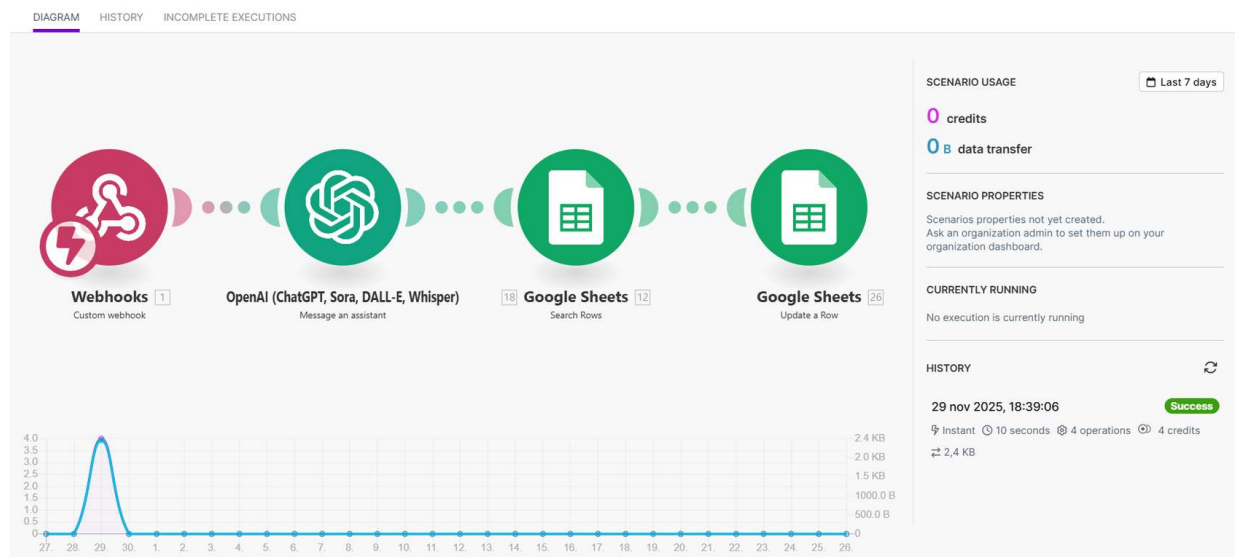 DIAGRAM HISTORY INCOMPLETE EXECUTIONS
SCENARIO USAGE Last 7 days
0 credits
0 B data transfer
SCENARIO PROPERTIES
Scenarios properties not yet created.
Ask an organization admin to set them up on your
organization dashboard.
CURRENTLY RUNNING
No execution is currently running
HISTORY
29 nov 2025, 18:39:06 Success
Instant 10 seconds 4 operations 4 credits
2,4 KB
Webhooks 1
Custom webhook
OpenAI (ChatGPT, Sora, DALL-E, Whisper) 18
Message an assistant
Google Sheets 12
Search Rows
Google Sheets 26
Update a Row
4.0 2.4 KB
3.5
3.0 2.0 KB
2.5 1.5 KB
2.0
1.5 1000.0 B
1.0
0.5 500.0 B
0 0
27. 28. 29. 30. 1. 2. 3. 4. 5. 6. 7. 8. 9. 10. 11. 12. 13. 14. 15. 16. 17. 18. 19. 20. 21. 22. 23. 24. 25. 26.